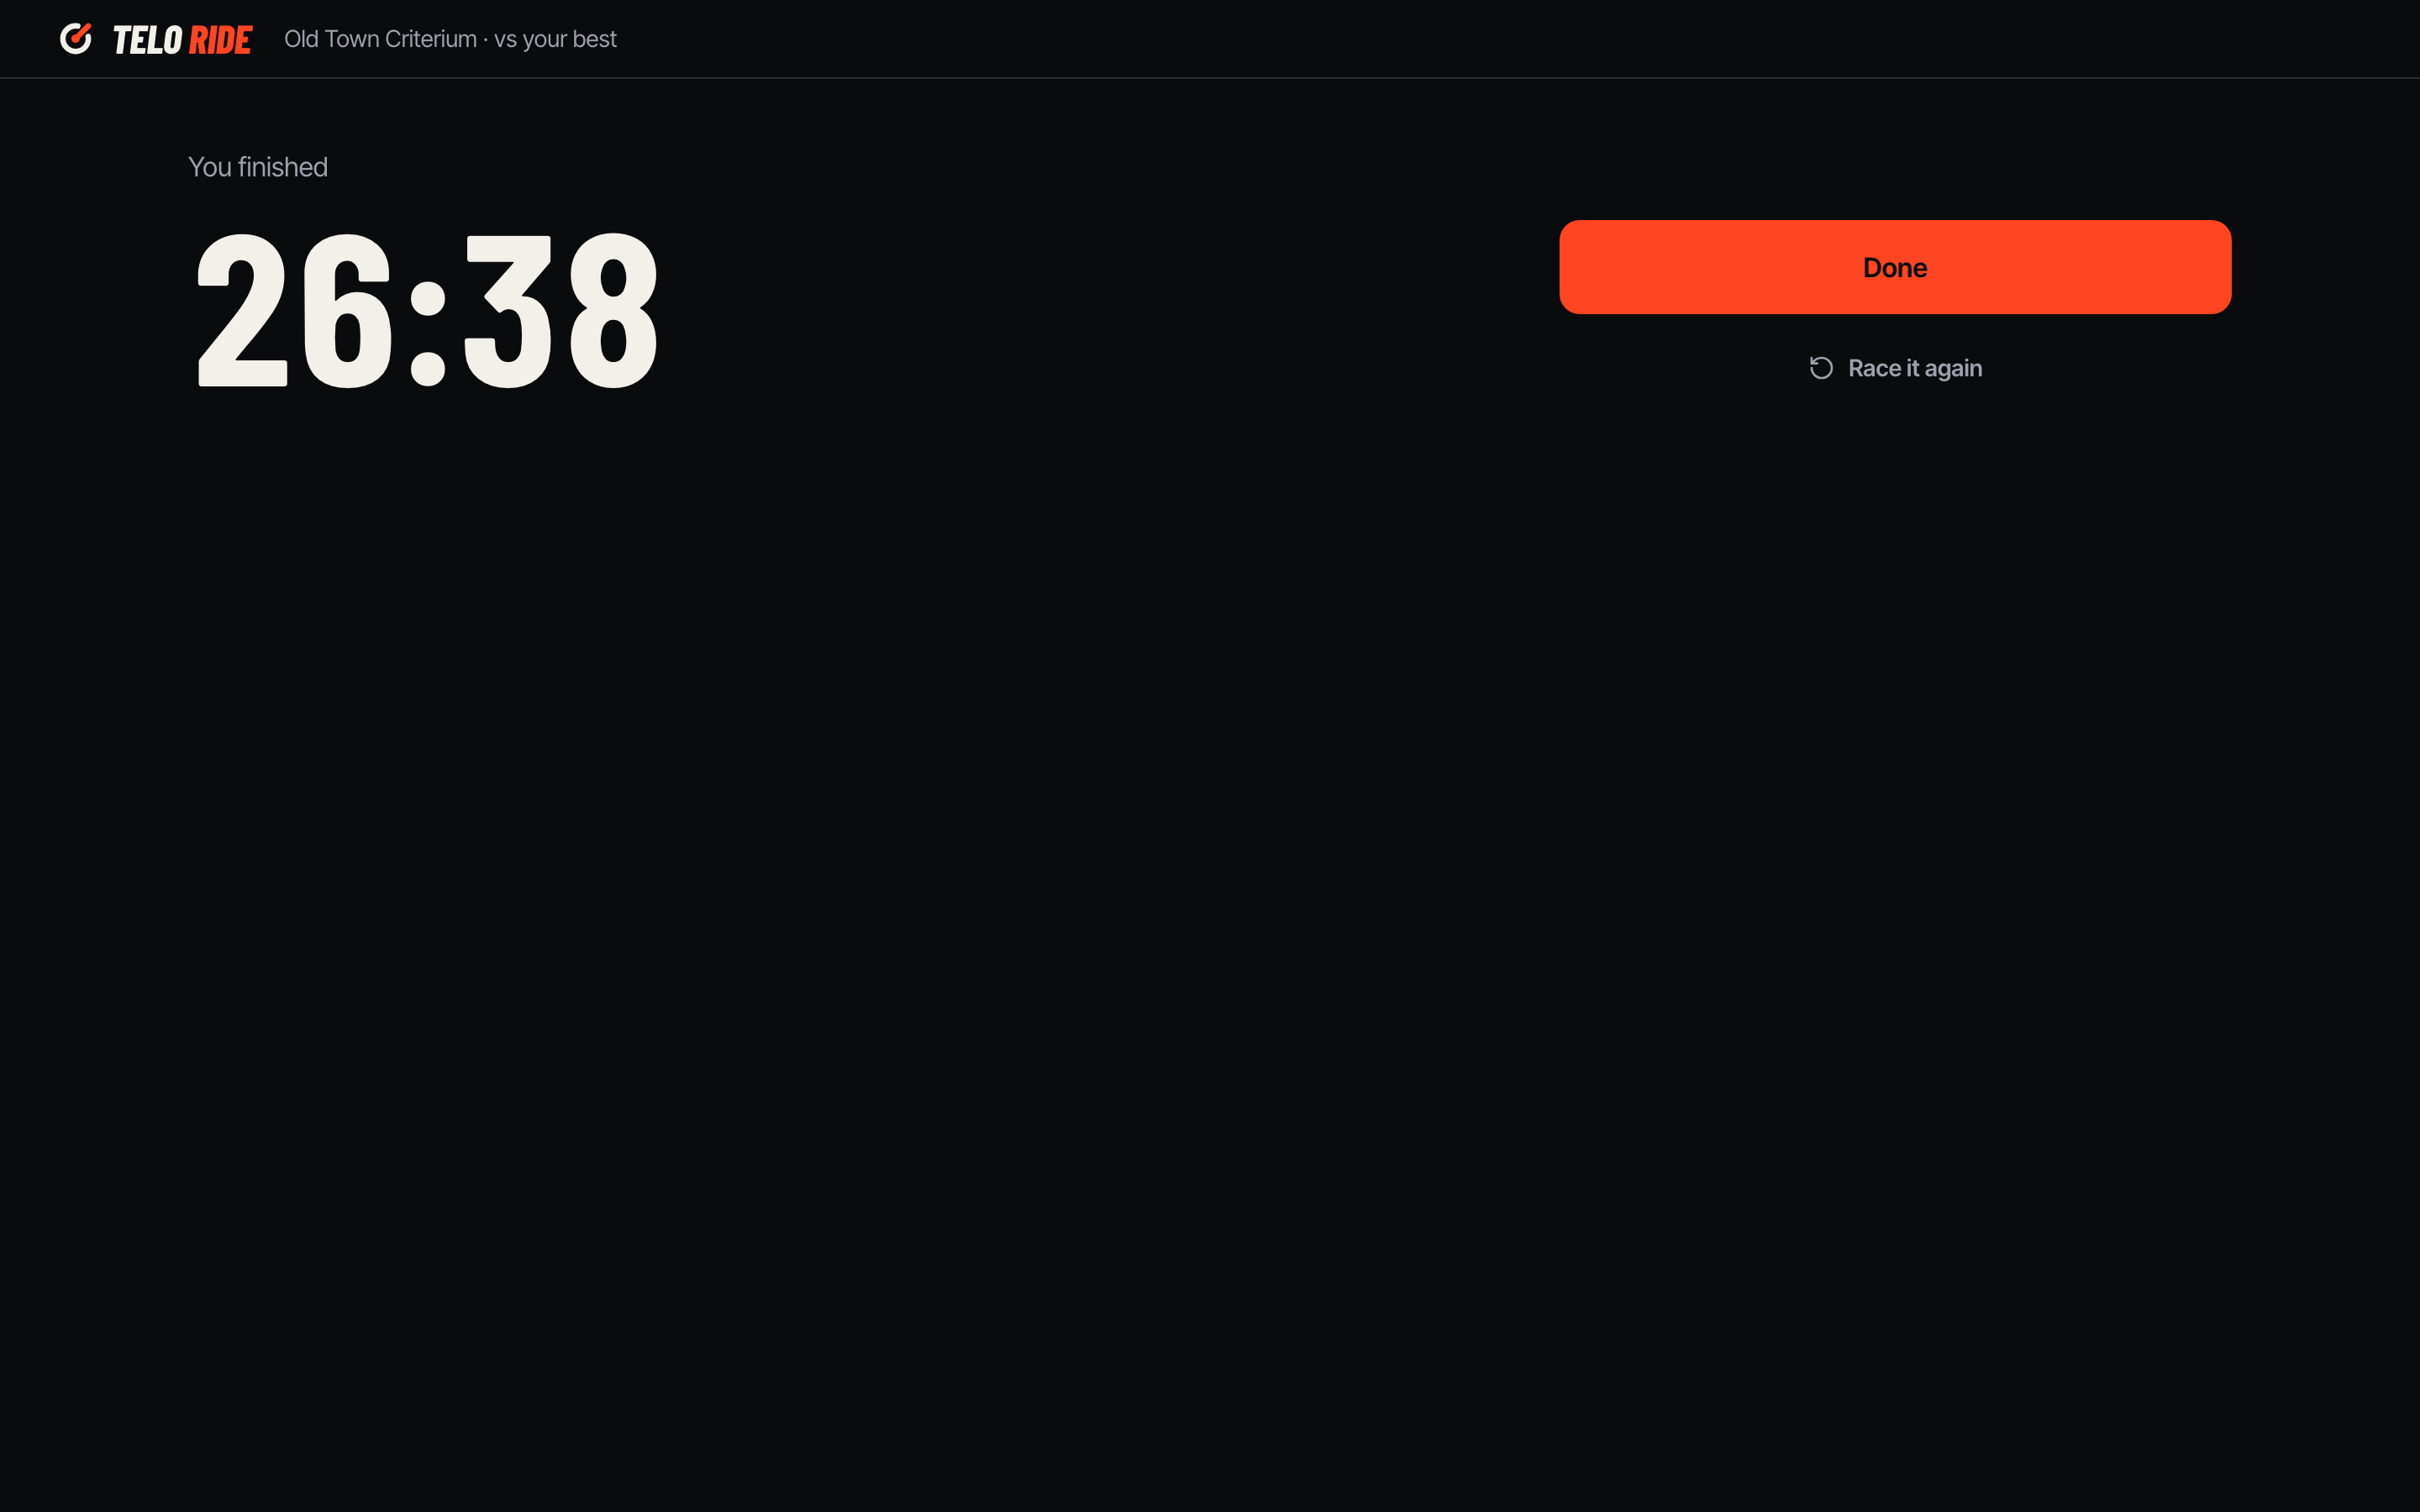 TELO RIDE
Old Town Criterium · vs your best
You finished
26:38
Done
Race it again